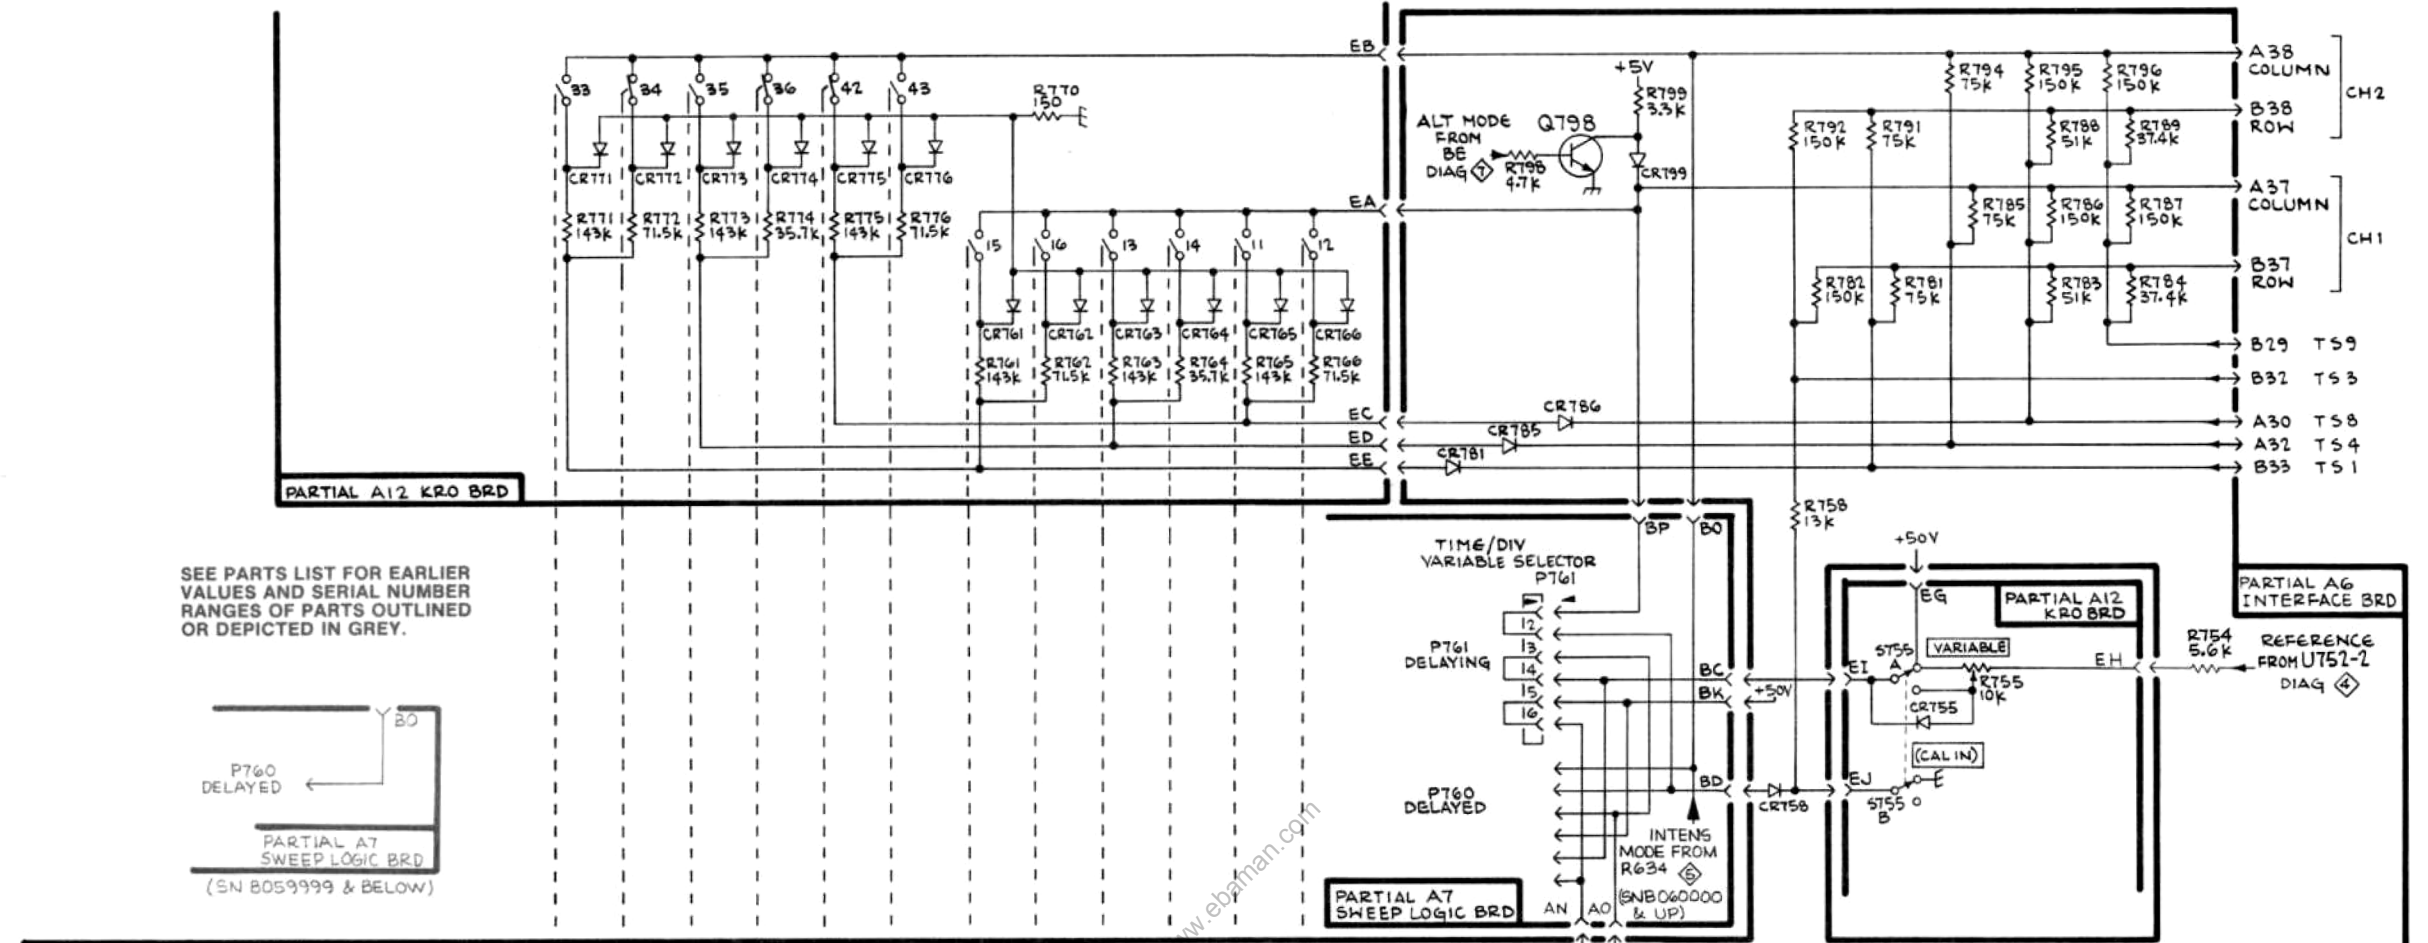 EB
33
34
35
36
42
43
R770
150
CR771
CR772
CR773
CR774
CR775
CR776
R771
143K
R772
71.5K
R773
143K
R774
35.7K
R775
143K
R776
71.5K
EA
15
16
13
14
11
12
CR761
CR762
CR763
CR764
CR765
CR766
R761
143K
R762
71.5K
R763
143K
R764
35.7K
R765
143K
R766
71.5K
EC
ED
EE
PARTIAL A12 KRO BRD
+5V
R799
3.3K
ALT MODE
FROM
BE
DIAG 7
Q798
R798
4.7K
CR799
R794
75K
R795
150K
R796
150K
A38
COLUMN
CH2
B38
ROW
R792
150K
R791
75K
R788
51K
R789
37.4K
A37
COLUMN
CH1
R785
75K
R786
150K
R787
150K
B37
ROW
R782
150K
R781
75K
R783
51K
R784
37.4K
B29 TS9
B32 TS3
CR786
A30 TS8
CR785
A32 TS4
CR781
B33 TS1
R758
13K
BP
BO
TIME/DIV
VARIABLE SELECTOR
P761
12
13
14
15
16
P761
DELAYING
BC
BK
+50V
P760
DELAYED
BD
CR758
INTENS
MODE FROM
R634 5
(SNB060000
& UP)
AN
AO
PARTIAL A7
SWEEP LOGIC BRD
+50V
EG
PARTIAL A12
KRO BRD
PARTIAL A6
INTERFACE BRD
EI
S755
A
VARIABLE
EH
R755
10K
CR755
(CAL IN)
EJ
S755
B
R754
5.6K
REFERENCE
FROM U752-2
DIAG 4
SEE PARTS LIST FOR EARLIER
VALUES AND SERIAL NUMBER
RANGES OF PARTS OUTLINED
OR DEPICTED IN GREY.
BO
P760
DELAYED
PARTIAL A7
SWEEP LOGIC BRD
(SN B059999 & BELOW)
www.ebaman.com